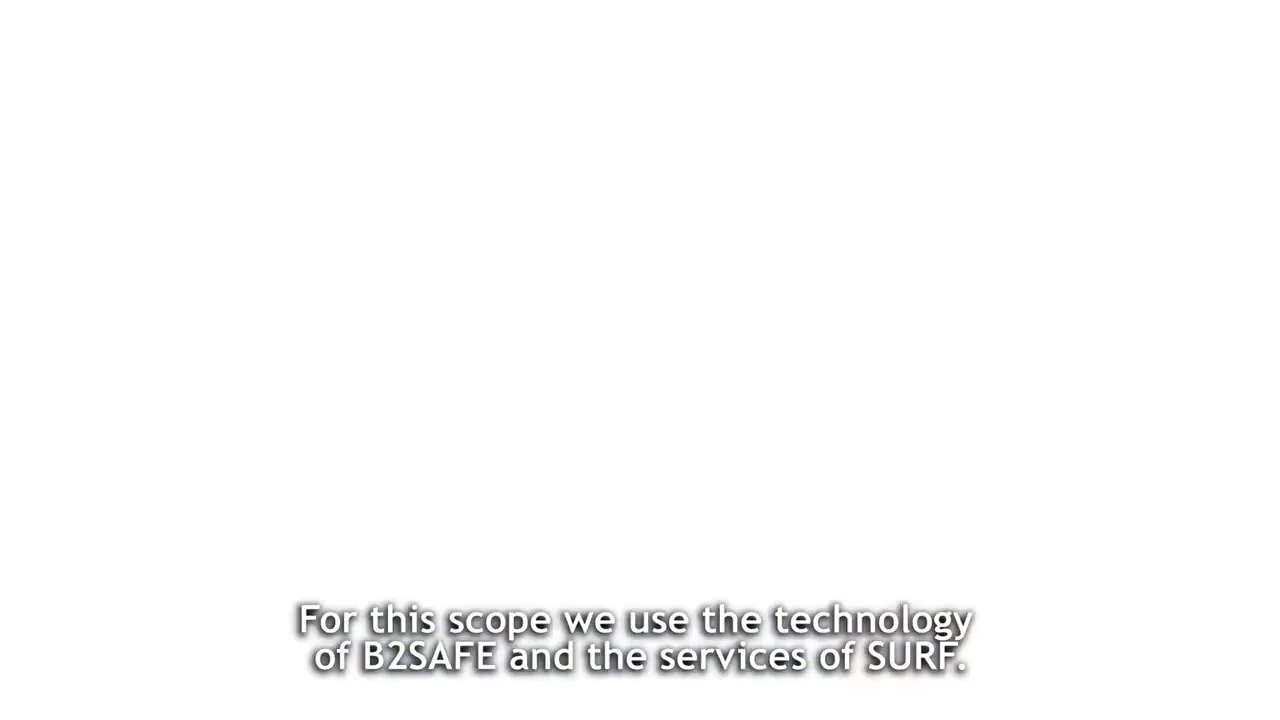 For this scope we use the technology
of B2SAFE and the services of SURF.